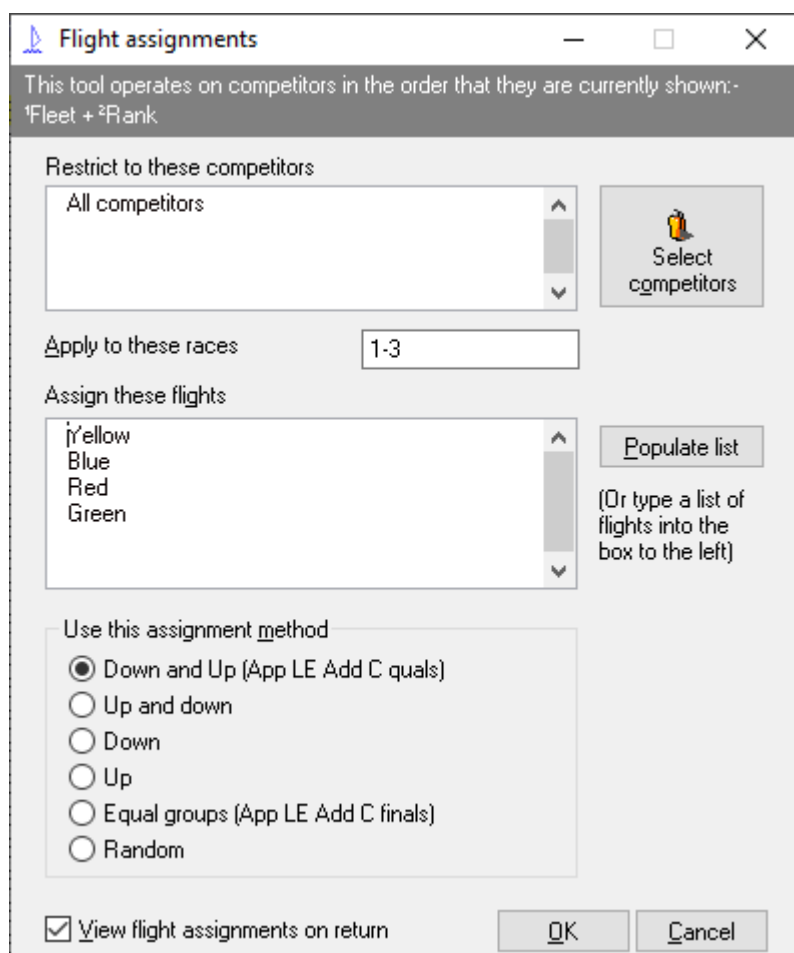 Flight assignments
This tool operates on competitors in the order that they are currently shown:-
¹Fleet + ²Rank
Restrict to these competitors
All competitors
Select
competitors
Apply to these races
1-3
Assign these flights
Yellow
Blue
Red
Green
Populate list
(Or type a list of
flights into the
box to the left)
Use this assignment method
Down and Up (App LE Add C quals)
Up and down
Down
Up
Equal groups (App LE Add C finals)
Random
View flight assignments on return
OK
Cancel